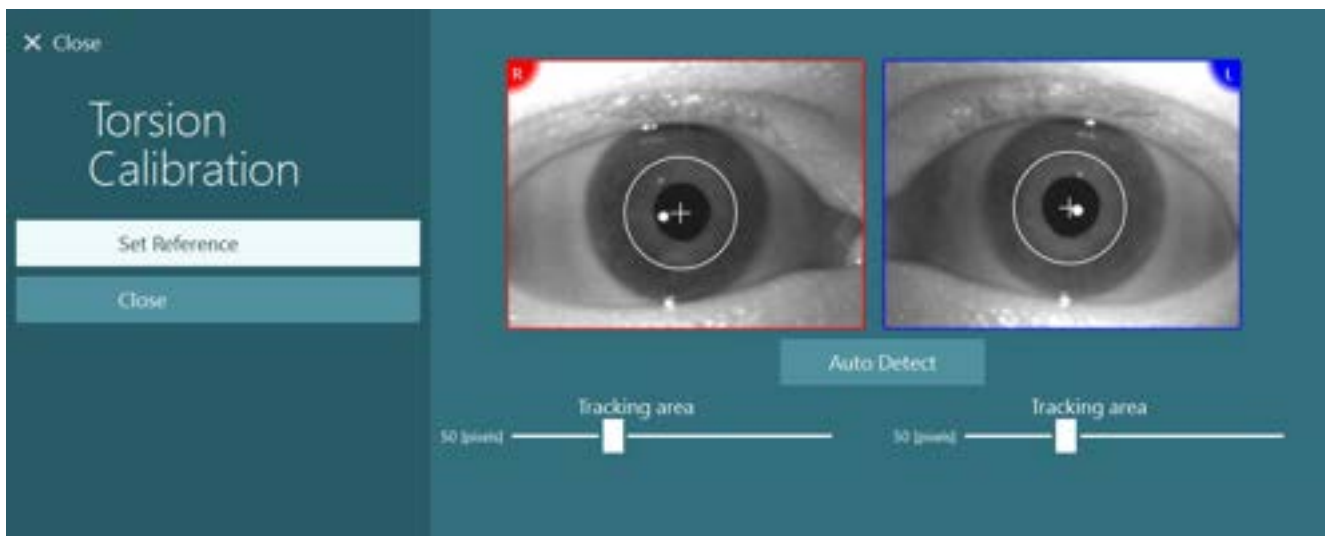 ✕ Close
Torsion
Calibration
Set Reference
Close
R
L
Auto Detect
Tracking area
50 [pixels]
Tracking area
50 [pixels]